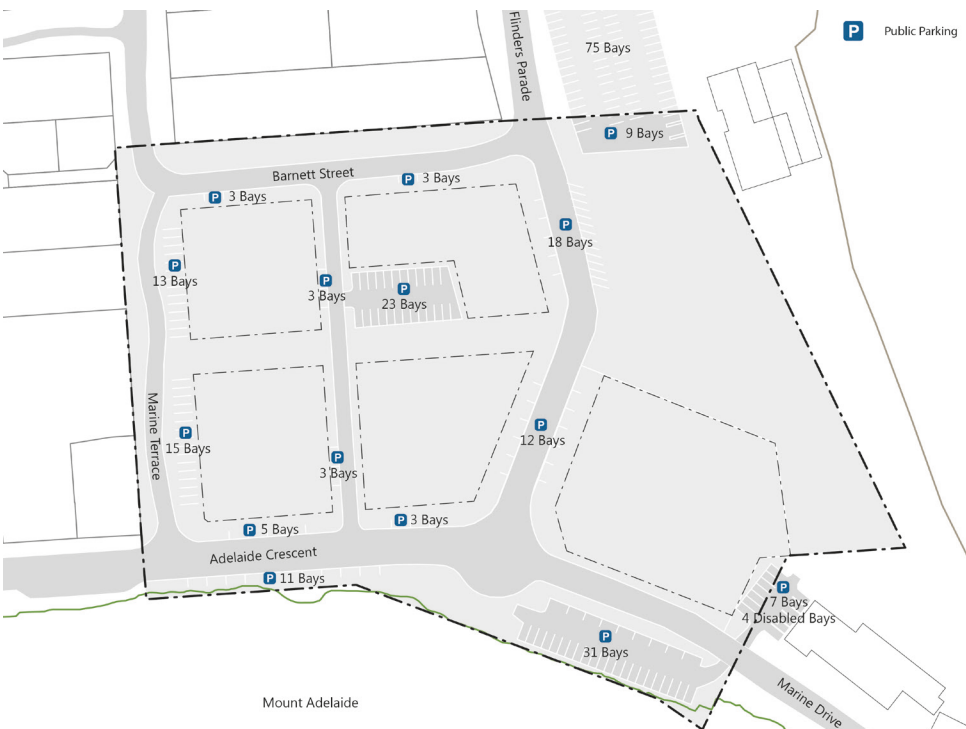 P Public Parking
75 Bays
Flinders Parade
P 9 Bays
Barnett Street
P 3 Bays
P 3 Bays
P
18 Bays
P
13 Bays
P
3 Bays
P
23 Bays
Marine Terrace
P
15 Bays
P
3 Bays
P
12 Bays
P 5 Bays
P 3 Bays
Adelaide Crescent
P 11 Bays
P
7 Bays
4 Disabled Bays
P
31 Bays
Marine Drive
Mount Adelaide